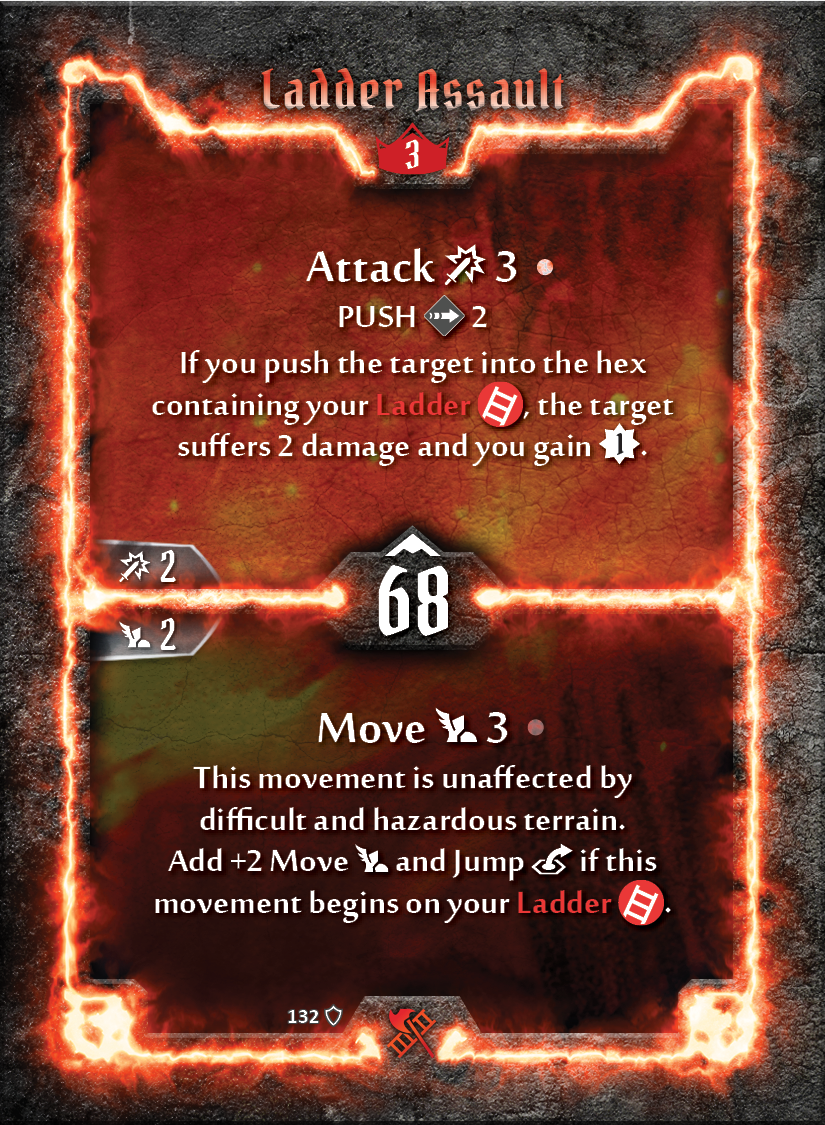 Ladder Assault
3
Attack 3
PUSH 2
If you push the target into the hex
containing your Ladder , the target
suffers 2 damage and you gain 1.
2
68
2
Move 3
This movement is unaffected by
difficult and hazardous terrain.
Add +2 Move and Jump if this
movement begins on your Ladder .
132